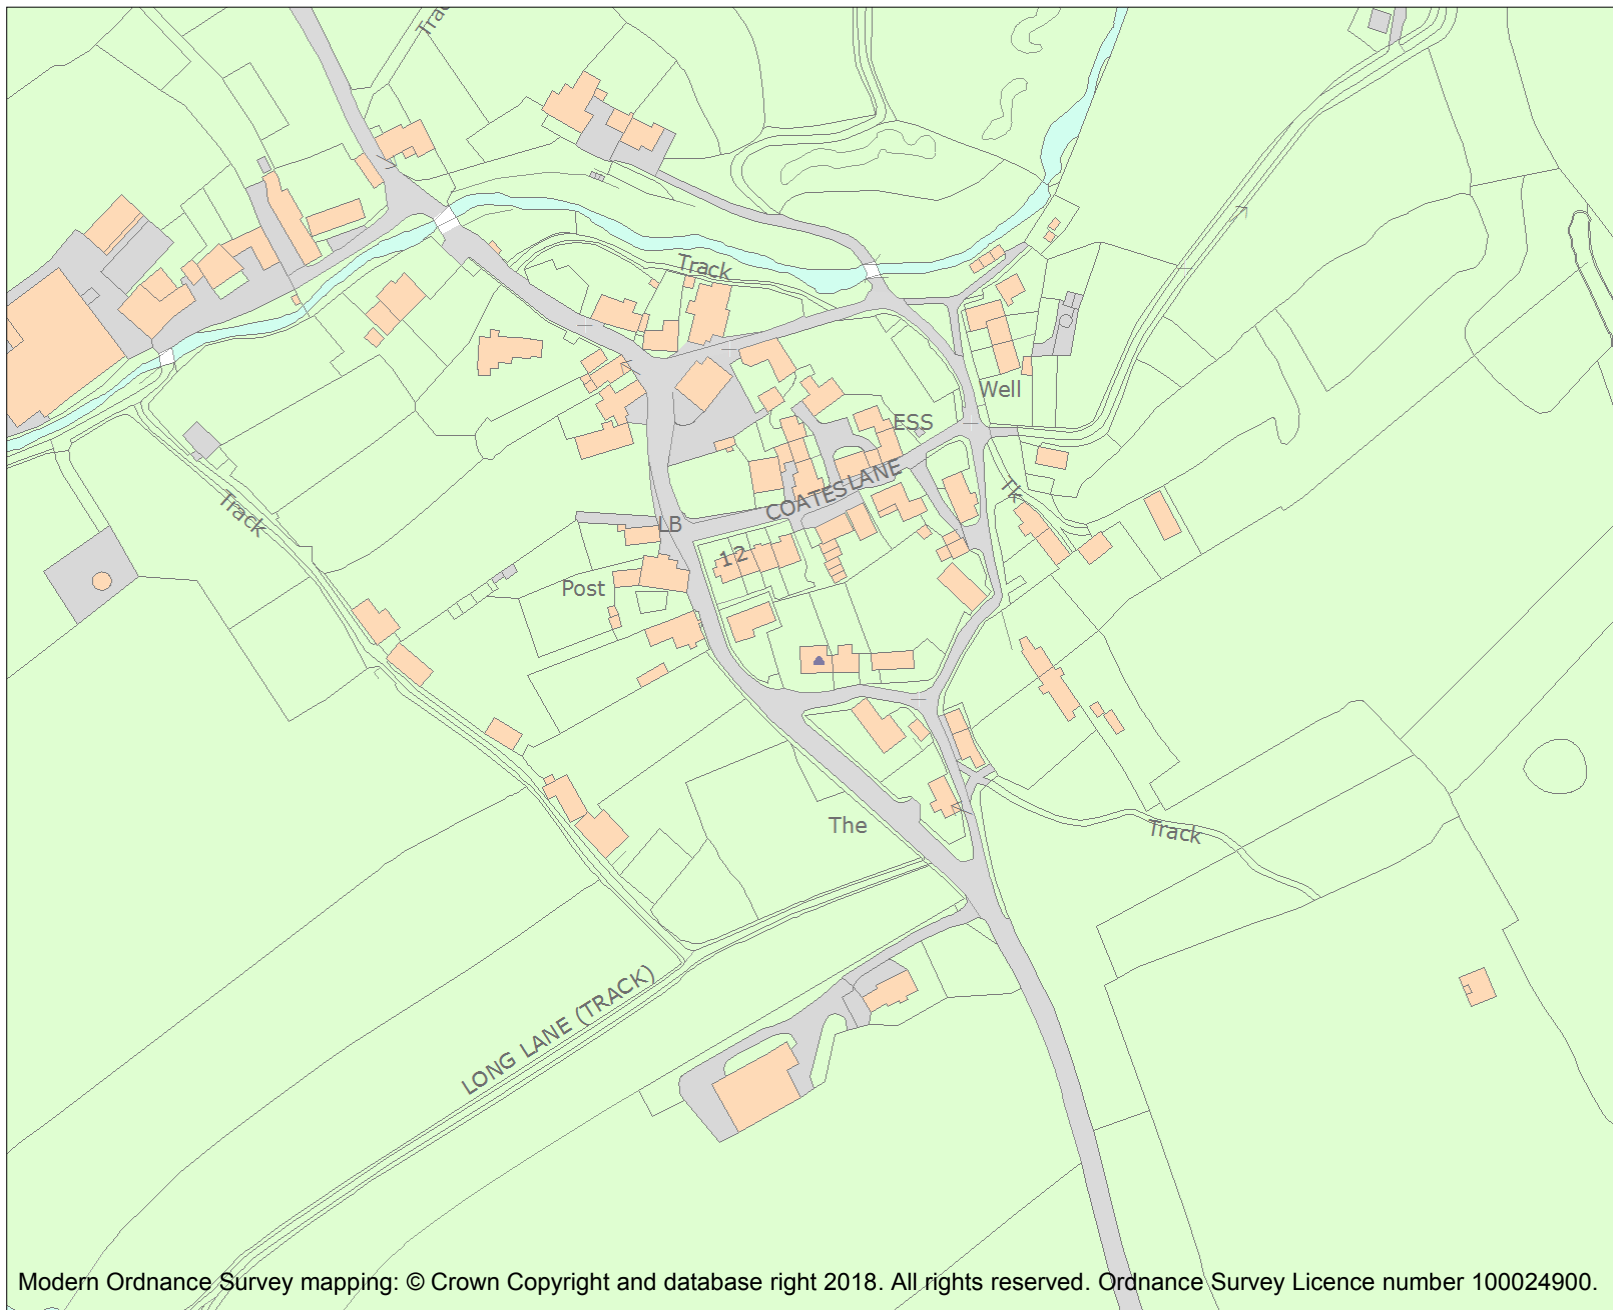 Trac
Track
Well
ESS
COATES LANE
Track
Tk
LB
12
Post
The
Track
LONG LANE (TRACK)
Modern Ordnance Survey mapping: © Crown Copyright and database right 2018. All rights reserved. Ordnance Survey Licence number 100024900.